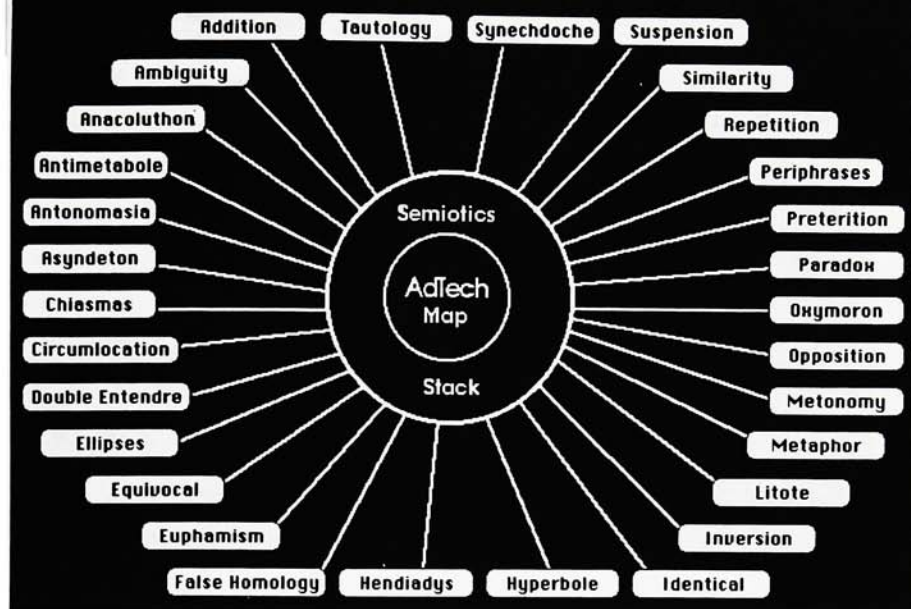 Addition
Tautology
Synechdoche
Suspension
Ambiguity
Similarity
Anacoluthon
Repetition
Antimetabole
Periphrases
Antonomasia
Preterition
Asyndeton
Paradox
Chiasmas
Oxymoron
Circumlocation
Opposition
Double Entendre
Metonomy
Ellipses
Metaphor
Equivocal
Litote
Euphamism
Inversion
False Homology
Hendiadys
Hyperbole
Identical
Semiotics
AdTech
Map
Stack